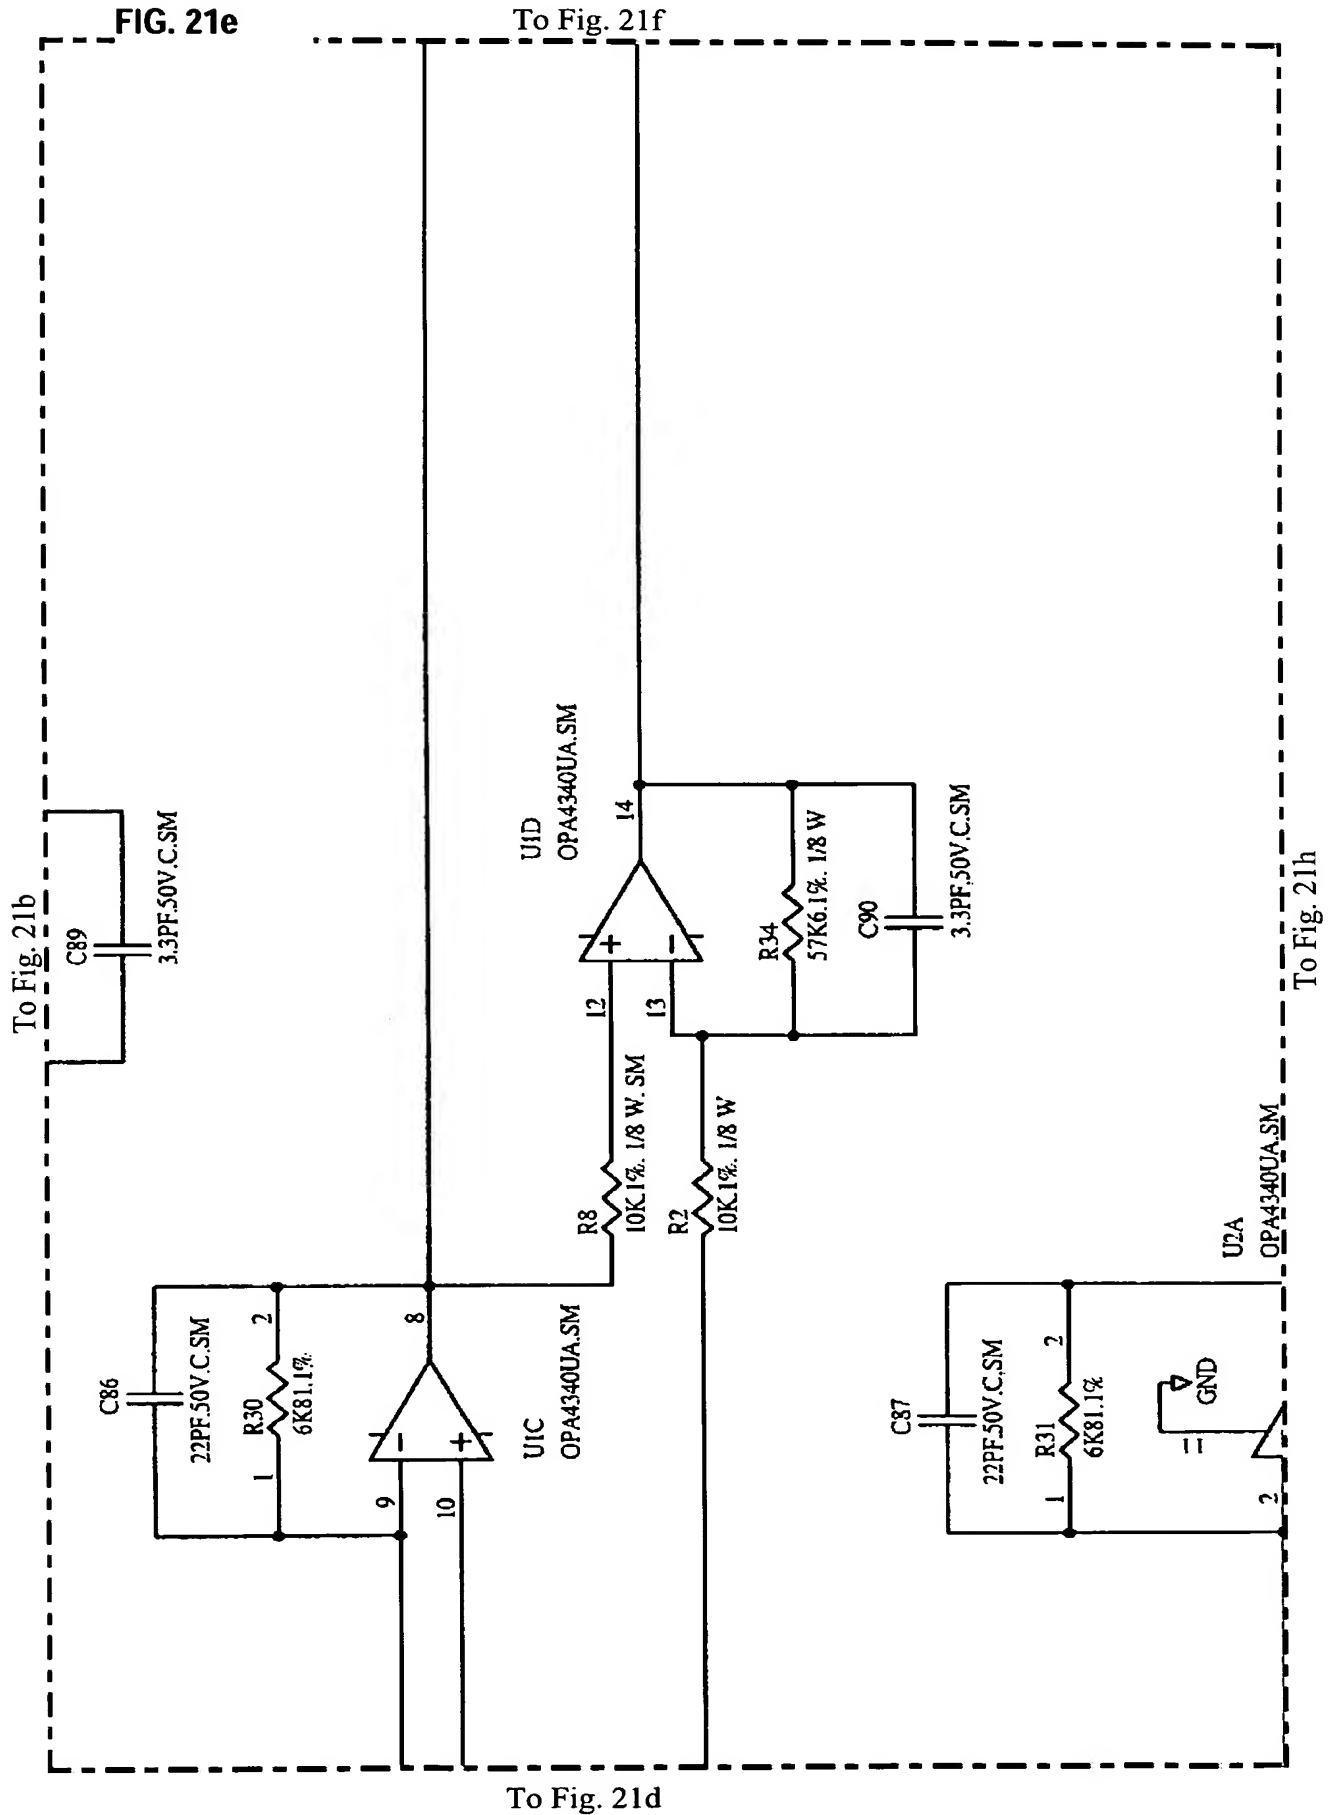 FIG. 21e
To Fig. 21f
To Fig. 21b
C89
3.3PF.50V.C.SM
U1D
OPA4340UA.SM
14
12
13
R34
57K6.1%. 1/8 W
C90
3.3PF.50V.C.SM
R8
10K.1%. 1/8 W. SM
R2
10K.1%. 1/8 W
C86
22PF.50V.C.SM
R30
6K81.1%
1
2
8
9
10
U1C
OPA4340UA.SM
C87
22PF.50V.C.SM
R31
6K81.1%
1
2
GND
11
2
U2A
OPA4340UA.SM
To Fig. 21h
To Fig. 21d